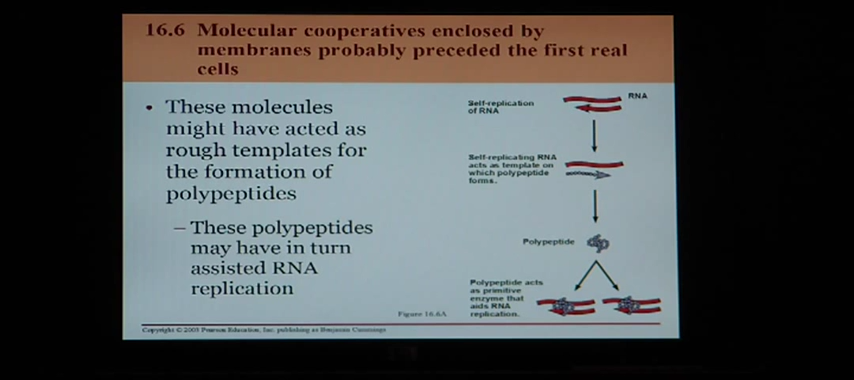 16.6 Molecular cooperatives enclosed by
membranes probably preceded the first real
cells
• These molecules
might have acted as
rough templates for
the formation of
polypeptides
– These polypeptides
may have in turn
assisted RNA
replication
Self-replication
of RNA
RNA
Self-replicating RNA
acts as template on
which polypeptide
forms.
Polypeptide
Polypeptide acts
as primitive
enzyme that
aids RNA
replication.
Figure 16.6A
Copyright © 2005 Pearson Education, Inc. publishing as Benjamin Cummings